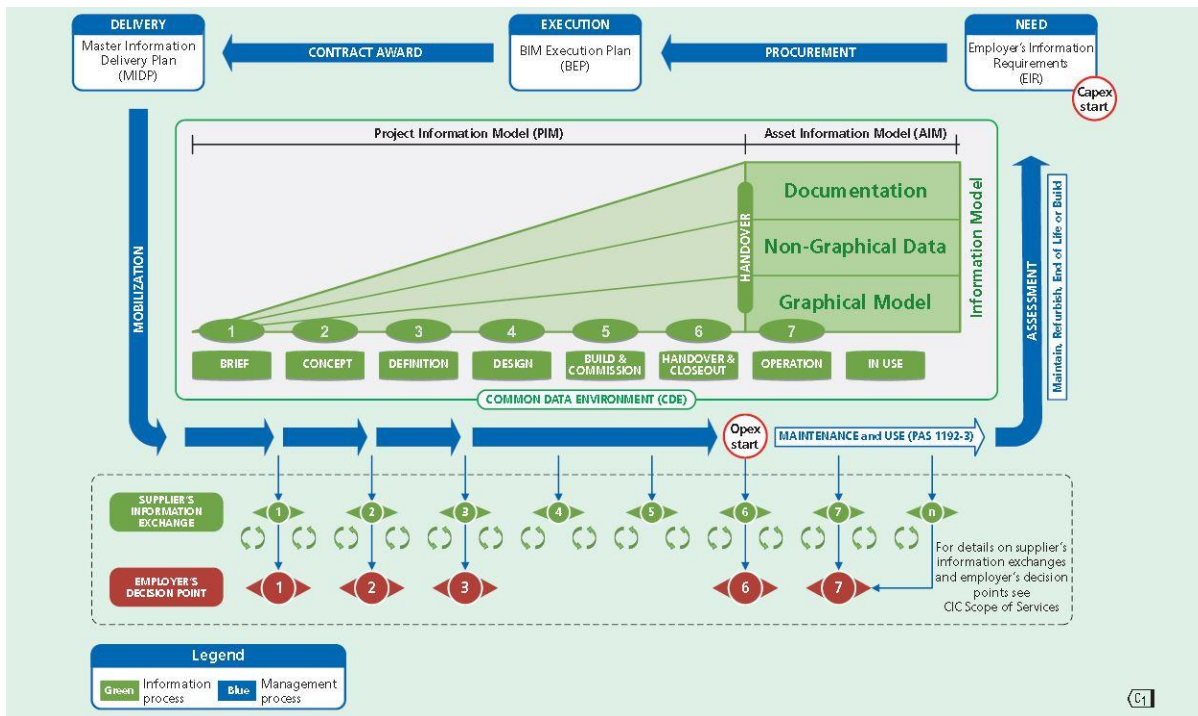 DELIVERY
Master Information
Delivery Plan
(MIDP)
CONTRACT AWARD
EXECUTION
BIM Execution Plan
(BEP)
PROCUREMENT
NEED
Employer's Information
Requirements
(EIR)
Capex
start
Project Information Model (PIM)
Asset Information Model (AIM)
Documentation
Non-Graphical Data
Graphical Model
HANDOVER
Information Model
MOBILIZATION
ASSESSMENT
Maintain, Refurbish, End of Life or Build
1 2 3 4 5 6 7
BRIEF
CONCEPT
DEFINITION
DESIGN
BUILD &
COMMISSION
HANDOVER &
CLOSEOUT
OPERATION
IN USE
COMMON DATA ENVIRONMENT (CDE)
Opex
start
MAINTENANCE and USE (PAS 1192-3)
SUPPLIER'S
INFORMATION
EXCHANGE
1 2 3 4 5 6 7 n
EMPLOYER'S
DECISION POINT
1 2 3 6 7
For details on supplier's
information exchanges
and employer's decision
points see
CIC Scope of Services
Legend
Green
Information
process
Blue
Management
process
C1